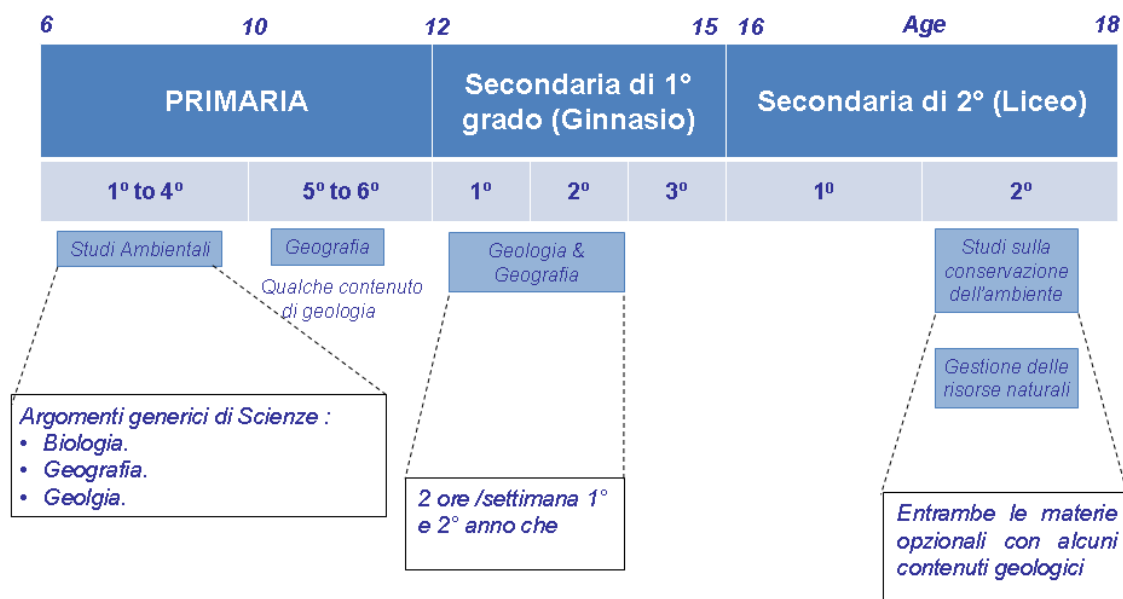 6 10 12 15 16 Age 18
PRIMARIA
Secondaria di 1° grado (Ginnasio)
Secondaria di 2° (Liceo)
1º to 4º 5º to 6º 1º 2º 3º 1º 2º
Studi Ambientali
Geografia
Qualche contenuto
di geologia
Geologia &
Geografia
Studi sulla
conservazione
dell'ambiente
Gestione delle
risorse naturali
Argomenti generici di Scienze :
• Biologia.
• Geografia.
• Geolgia.
2 ore /settimana 1°
e 2° anno che
Entrambe le materie
opzionali con alcuni
contenuti geologici